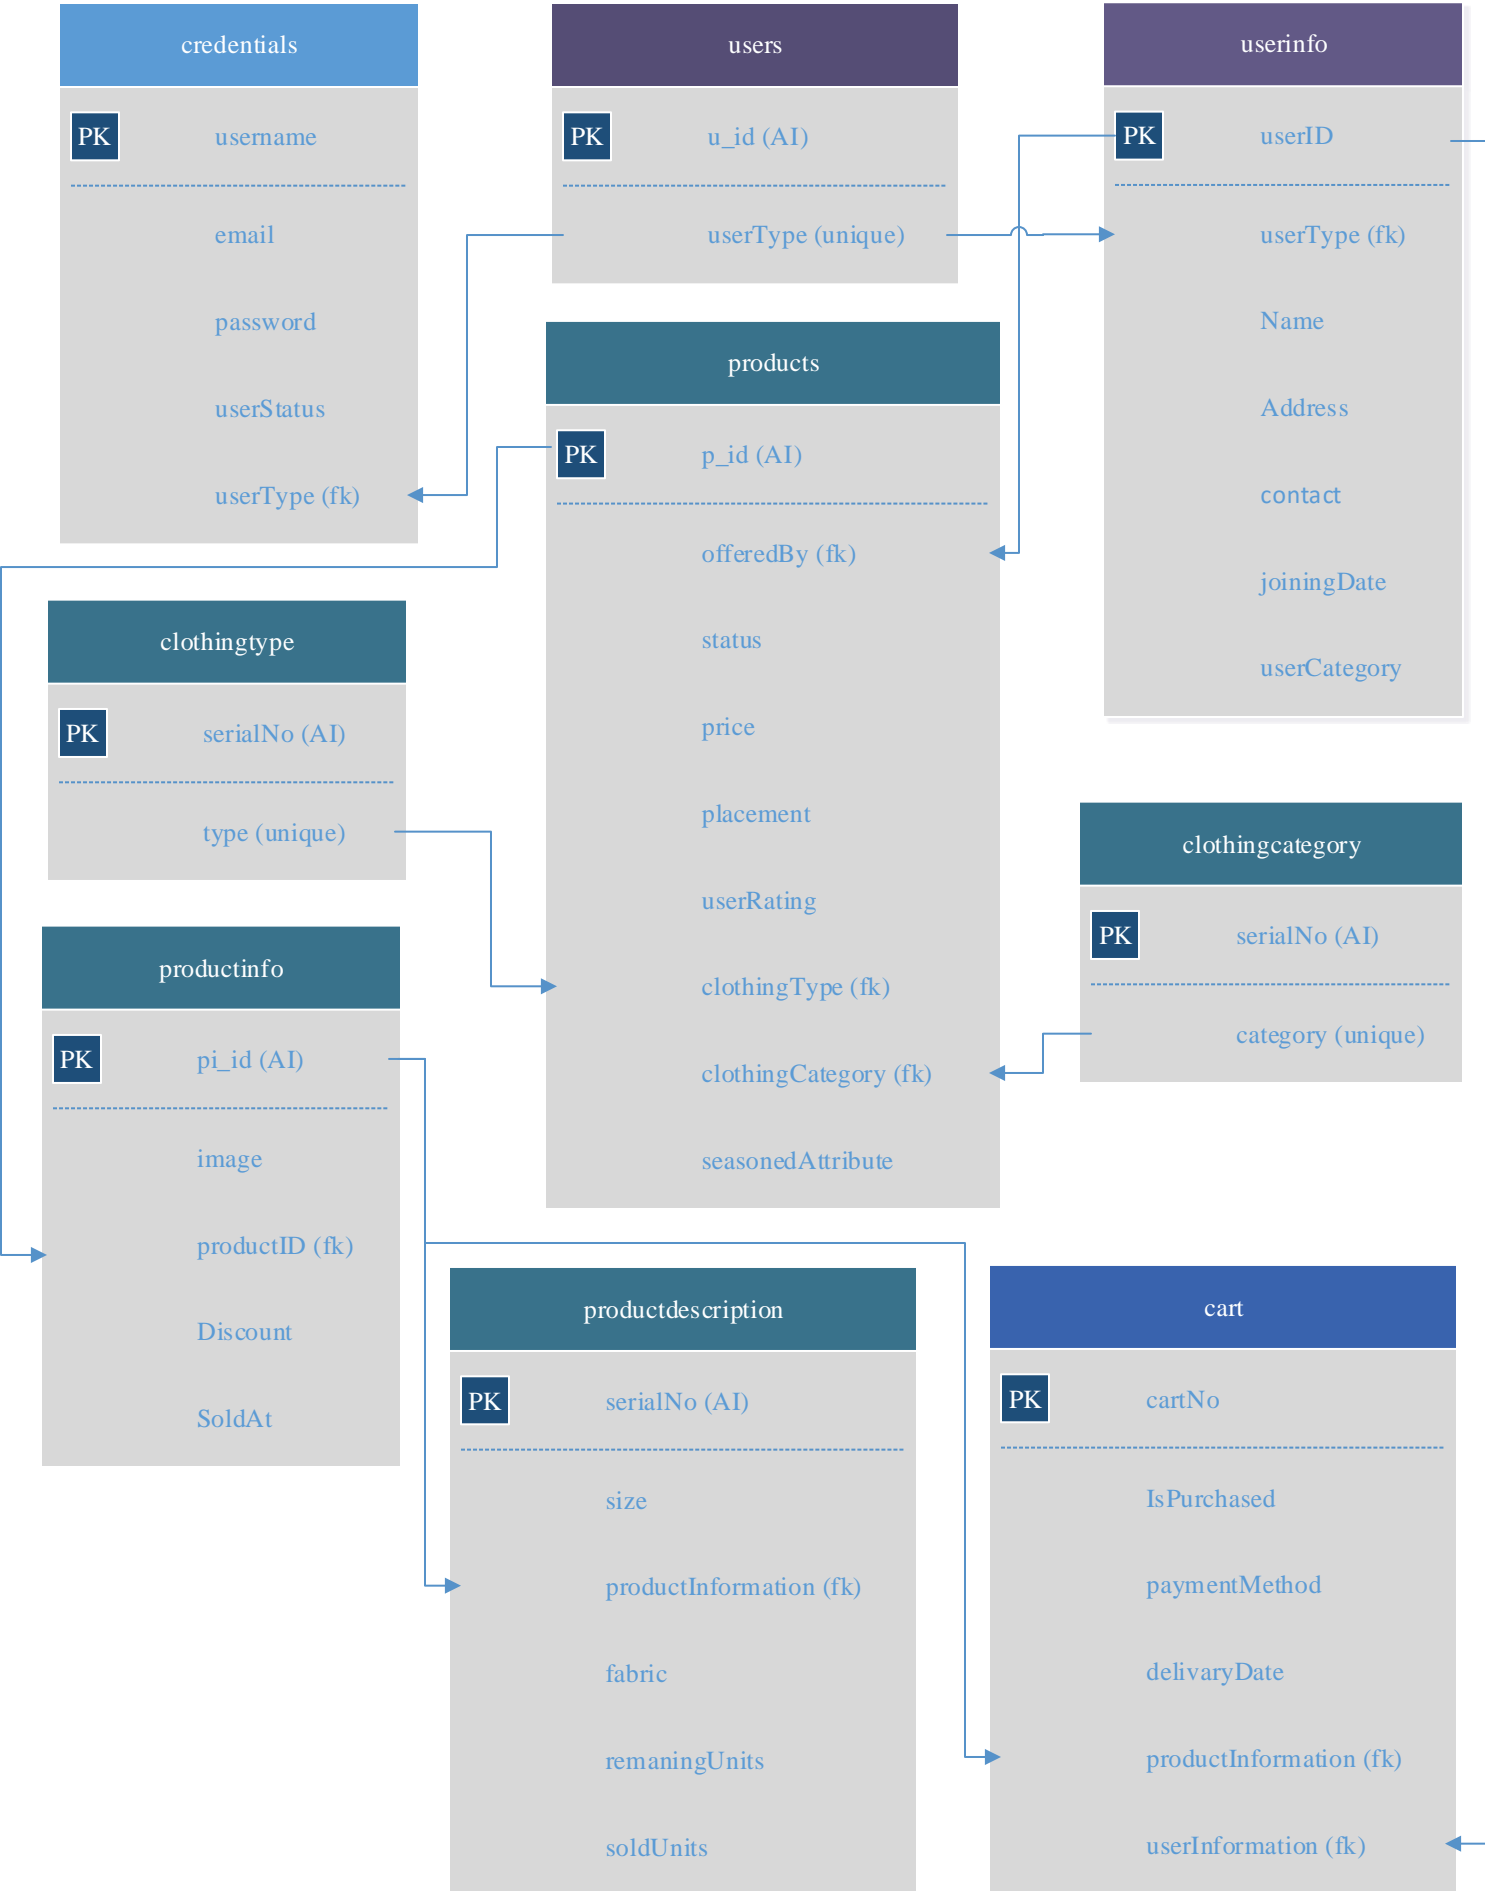 credentials
PK username
email
password
userStatus
userType (fk)
users
PK u_id (AI)
userType (unique)
userinfo
PK userID
userType (fk)
Name
Address
contact
joiningDate
userCategory
products
PK p_id (AI)
offeredBy (fk)
status
price
placement
userRating
clothingType (fk)
clothingCategory (fk)
seasonedAttribute
clothingtype
PK serialNo (AI)
type (unique)
clothingcategory
PK serialNo (AI)
category (unique)
productinfo
PK pi_id (AI)
image
productID (fk)
Discount
SoldAt
productdescription
PK serialNo (AI)
size
productInformation (fk)
fabric
remaningUnits
soldUnits
cart
PK cartNo
IsPurchased
paymentMethod
delivaryDate
productInformation (fk)
userInformation (fk)